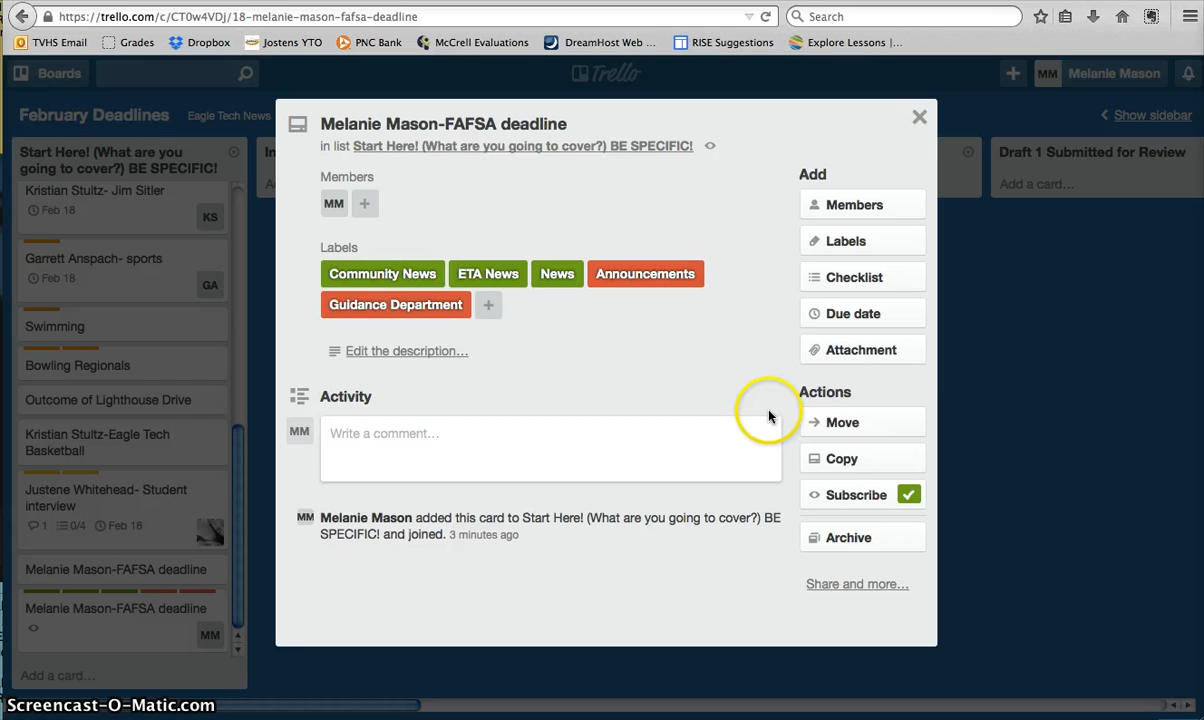 https://trello.com/c/CT0w4VDJ/18-melanie-mason-fafsa-deadline
Search
TVHS Email
Grades
Dropbox
Jostens YTO
PNC Bank
McCrell Evaluations
DreamHost Web ...
RISE Suggestions
Explore Lessons |...
Boards
Trello
MM Melanie Mason
February Deadlines
Eagle Tech News
Show sidebar
Start Here! (What are you
going to cover?) BE SPECIFIC!
Kristian Stultz- Jim Sitler
Feb 18
KS
Garrett Anspach- sports
Feb 18
GA
Swimming
Bowling Regionals
Outcome of Lighthouse Drive
Kristian Stultz-Eagle Tech
Basketball
Justene Whitehead- Student
interview
1 0/4 Feb 16
Melanie Mason-FAFSA deadline
Melanie Mason-FAFSA deadline
MM
Add a card...
Melanie Mason-FAFSA deadline
in list Start Here! (What are you going to cover?) BE SPECIFIC!
Members
MM
Labels
Community News
ETA News
News
Announcements
Guidance Department
Edit the description...
Activity
MM
Write a comment...
MM Melanie Mason added this card to Start Here! (What are you going to cover?) BE
SPECIFIC! and joined. 3 minutes ago
Add
Members
Labels
Checklist
Due date
Attachment
Actions
Move
Copy
Subscribe
Archive
Share and more...
Draft 1 Submitted for Review
Add a card...
Screencast-O-Matic.com